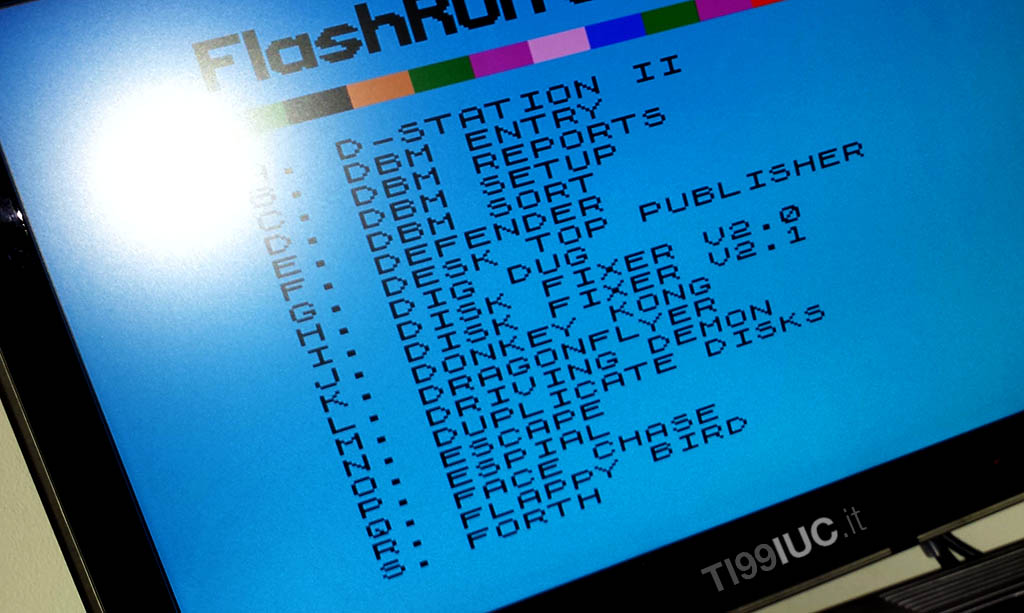 D-STATION II
B. DBM ENTRY
C. DBM REPORTS
D. DBM SETUP
E. DBM SORT
F. DEFENDER
G. DESK TOP PUBLISHER
H. DIG DUG
I. DISK FIXER V2.0
J. DISK FIXER V2.1
K. DONKEY KONG
L. DRAGONFLYER
M. DRIVING DEMON
N. DUPLICATE DISKS
O. ESCAPE
P. ESPIAL
Q. FACE CHASE
R. FLAPPY BIRD
S. FORTH
TI99IUC.it